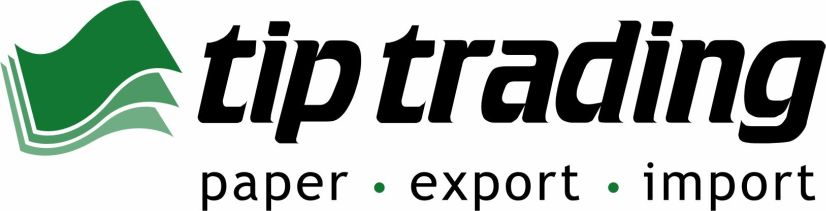 tip trading
paper • export • import